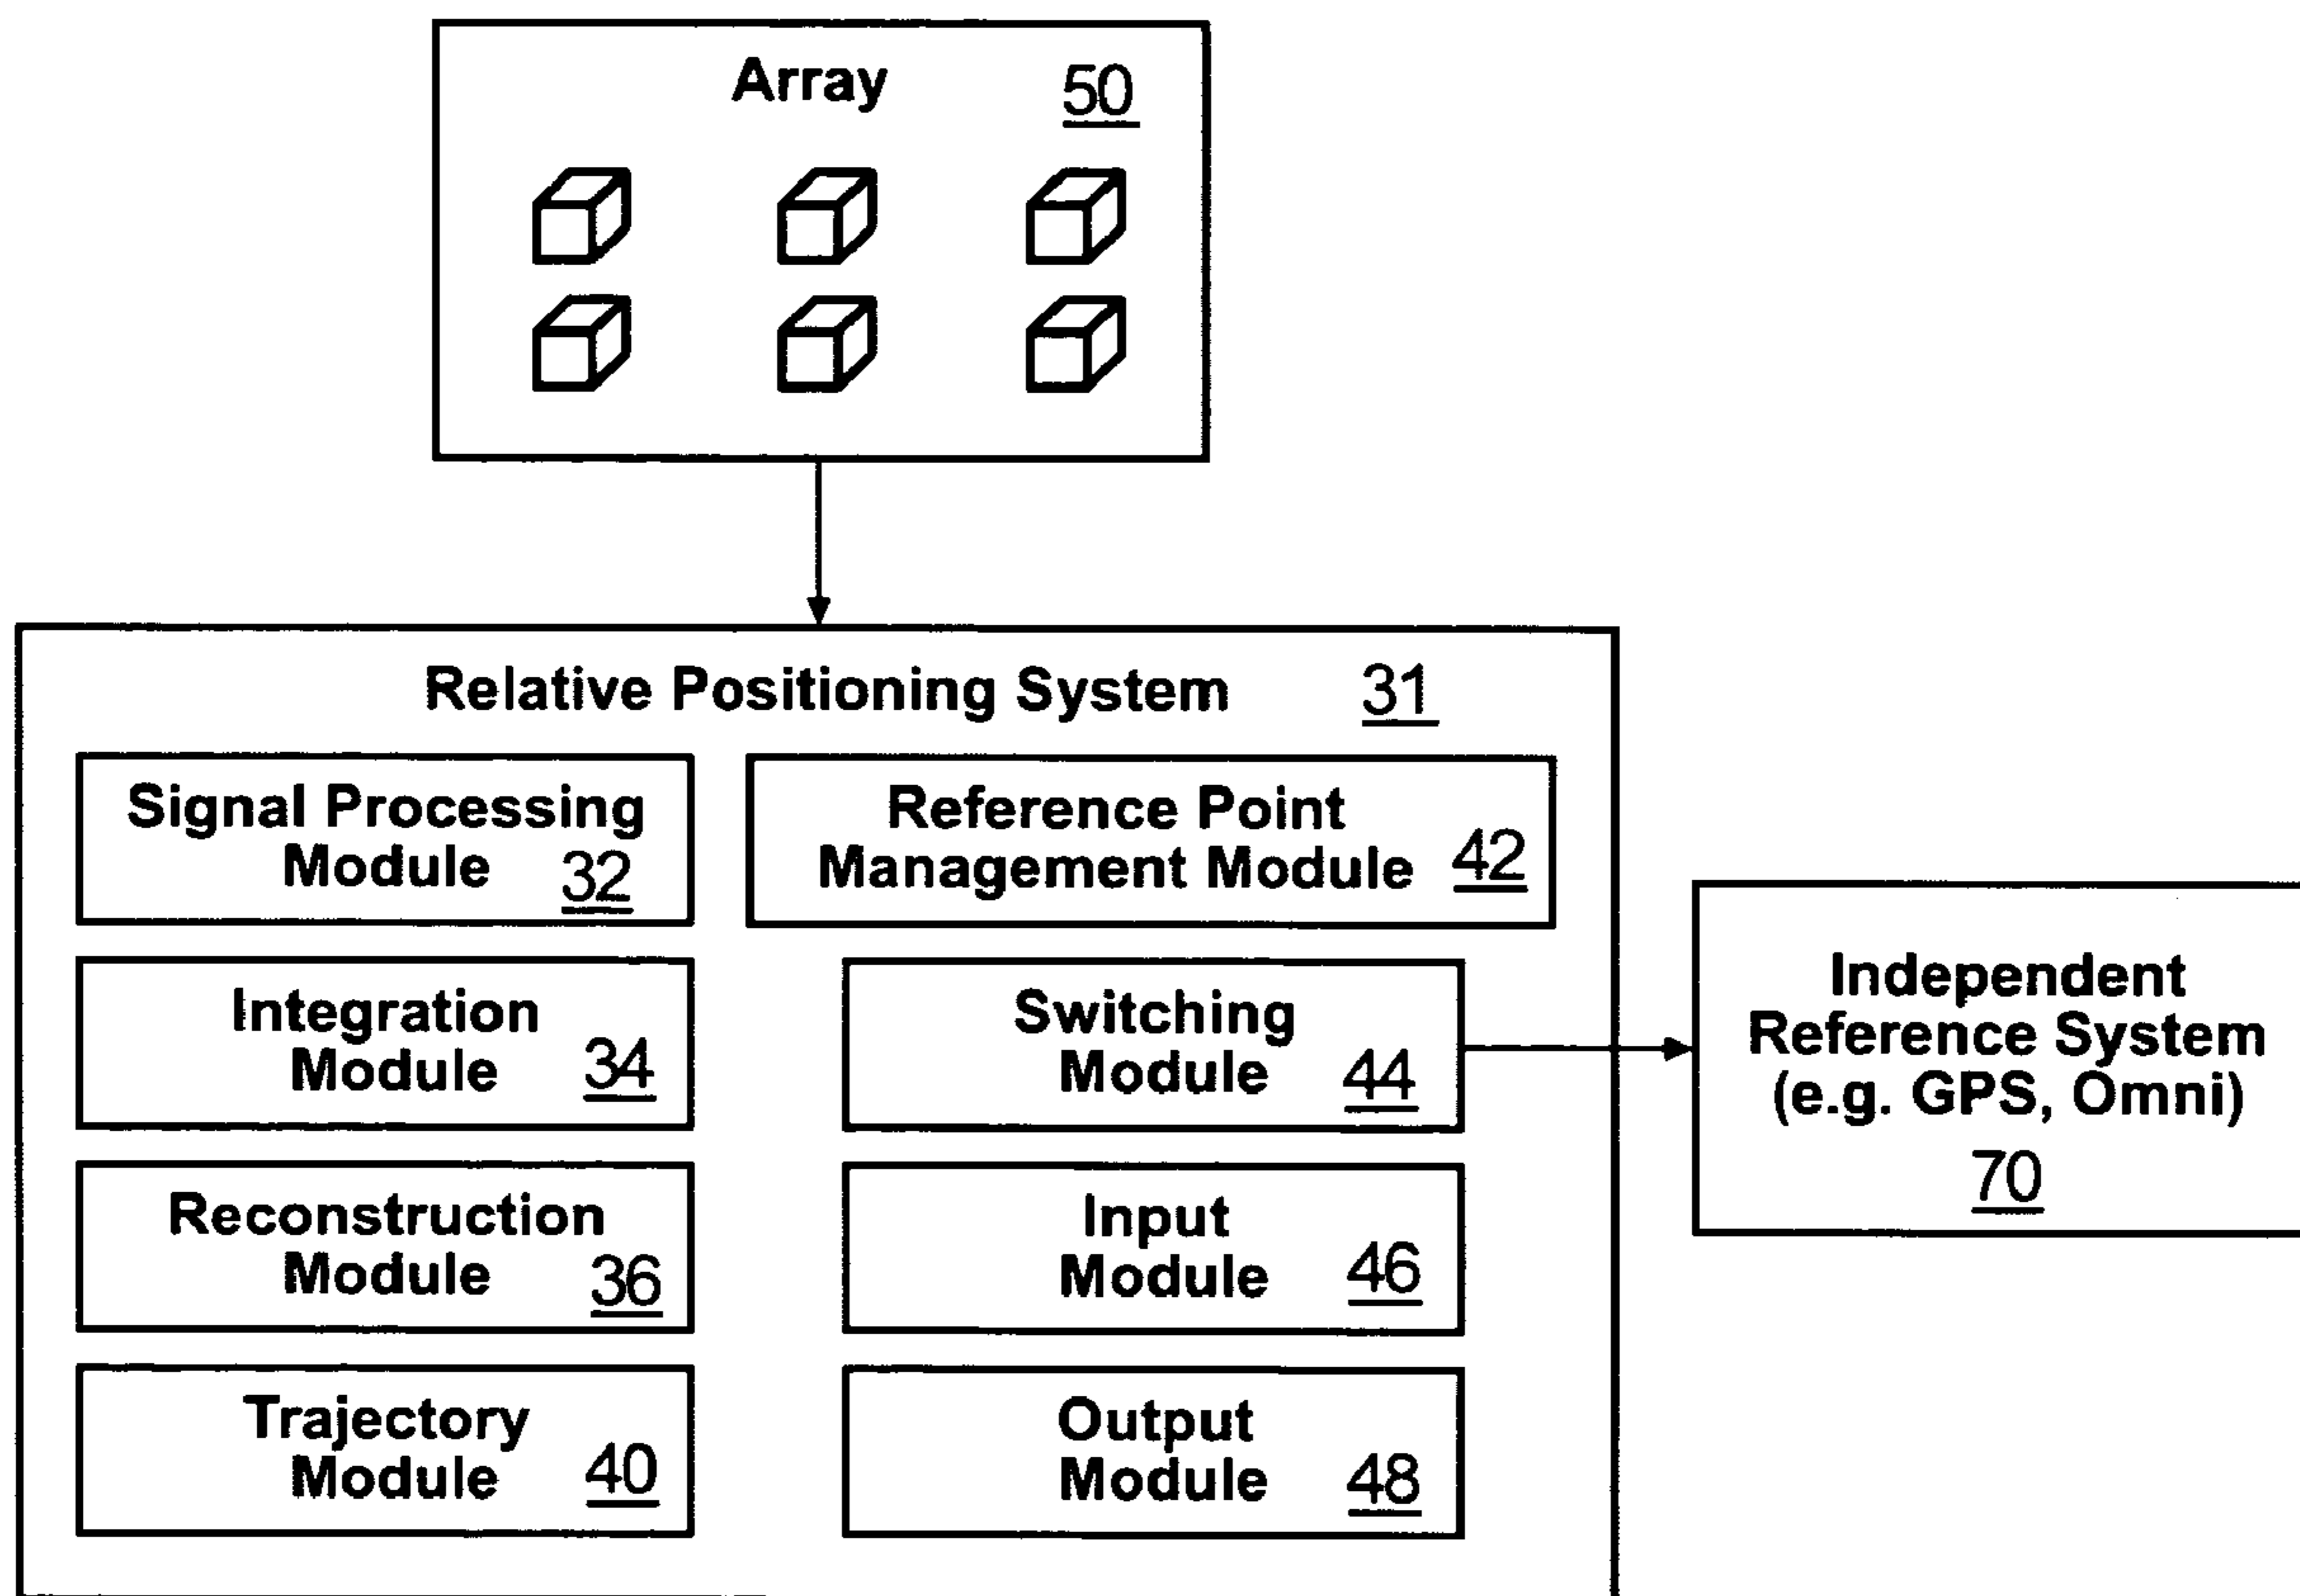 Array 50
Relative Positioning System 31
Signal Processing
Module 32
Reference Point
Management Module 42
Integration
Module 34
Switching
Module 44
Independent
Reference System
(e.g. GPS, Omni)
70
Reconstruction
Module 36
Input
Module 46
Trajectory
Module 40
Output
Module 48